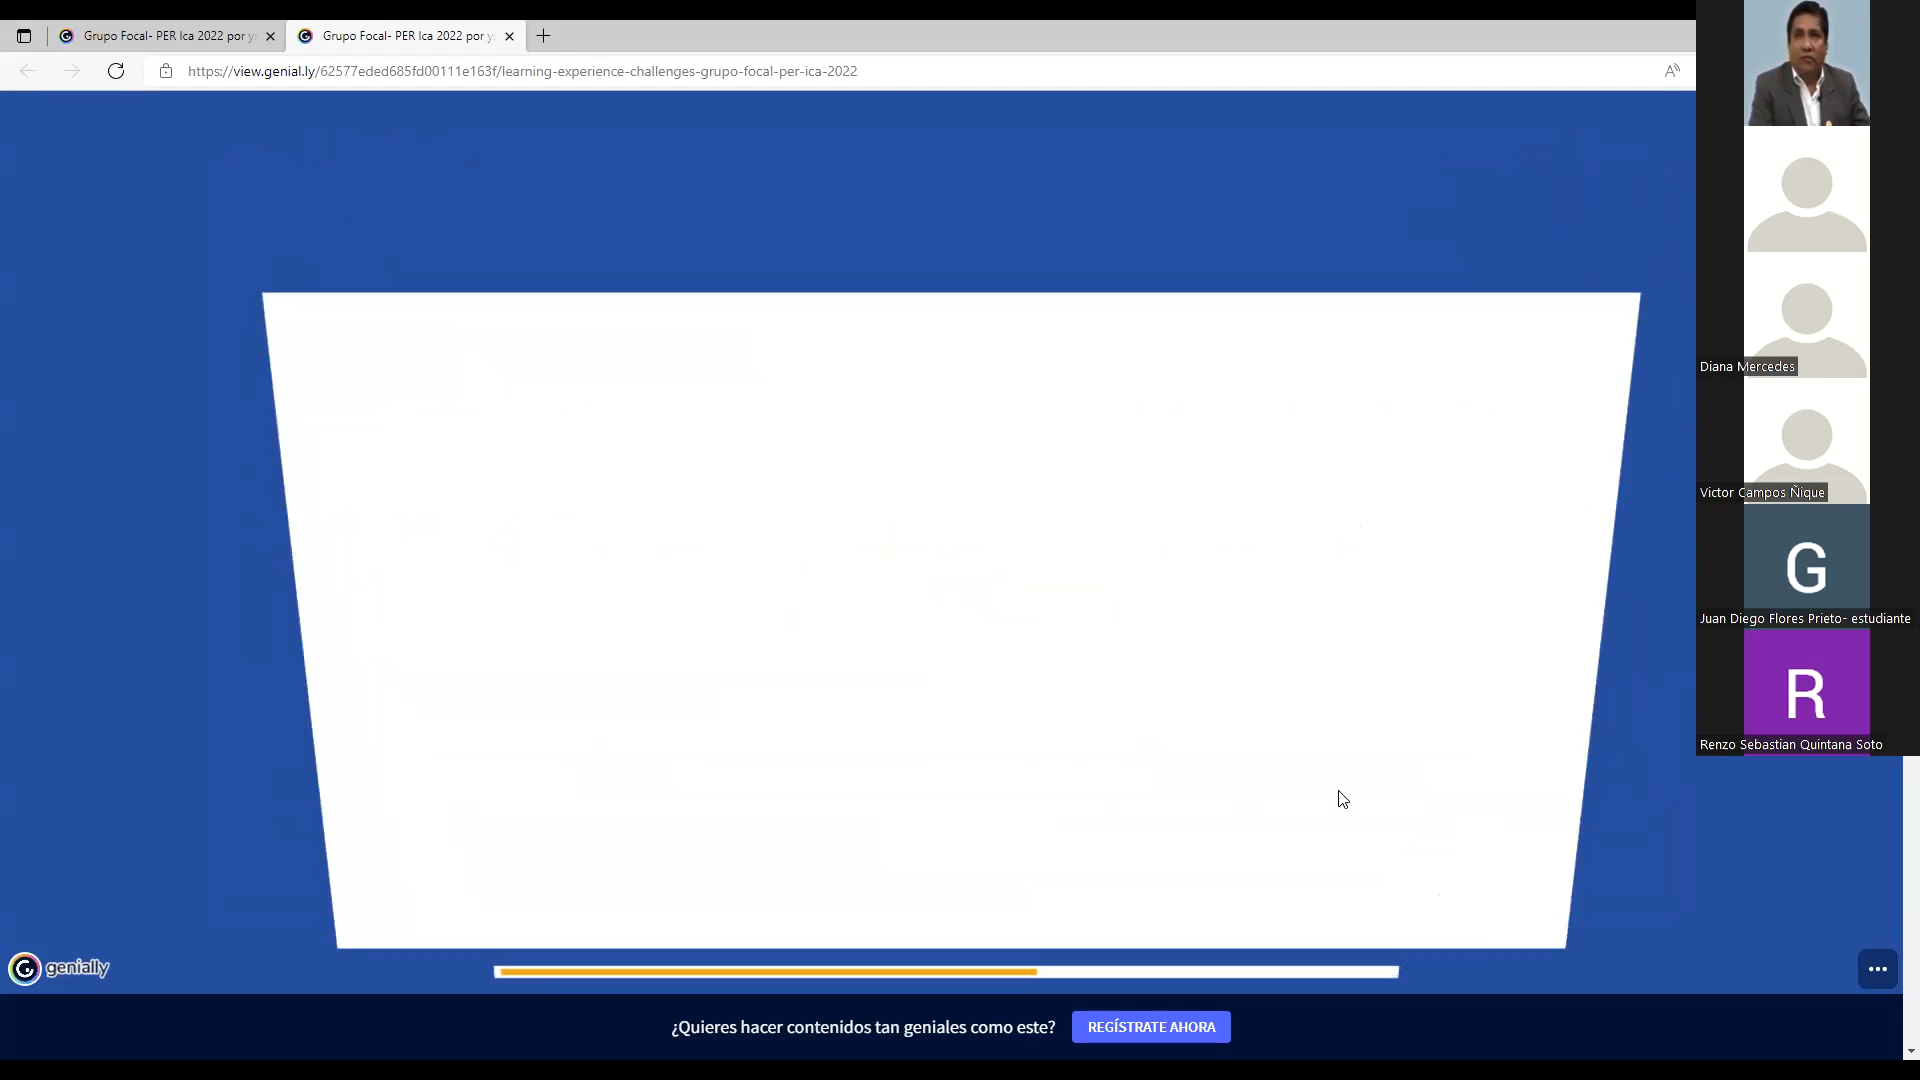 Grupo Focal- PER Ica 2022 por y
Grupo Focal- PER Ica 2022 por y
https://view.genial.ly/62577eded685fd00111e163f/learning-experience-challenges-grupo-focal-per-ica-2022
Diana Mercedes
Victor Campos Ñique
G
Juan Diego Flores Prieto- estudiante
R
Renzo Sebastian Quintana Soto
genially
¿Quieres hacer contenidos tan geniales como este?
REGÍSTRATE AHORA